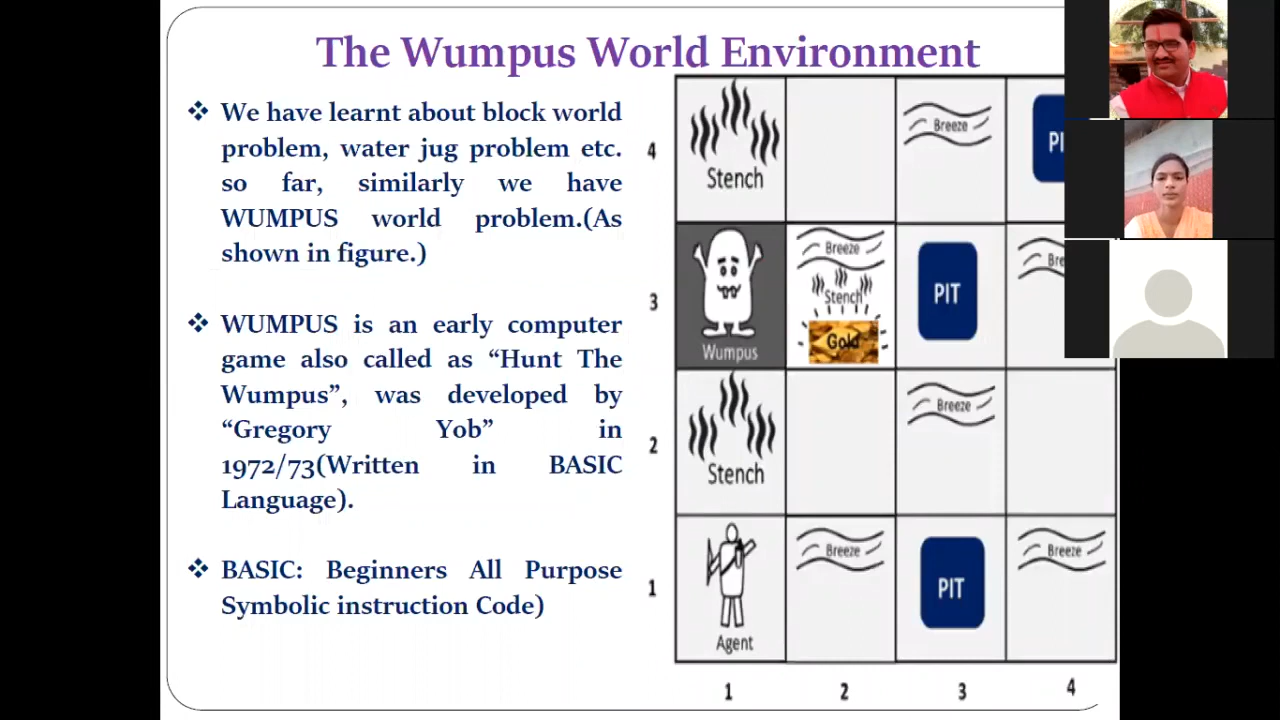 The Wumpus World Environment
We have learnt about block world
problem, water jug problem etc.
so far, similarly we have
WUMPUS world problem.(As
shown in figure.)
WUMPUS is an early computer
game also called as “Hunt The
Wumpus”, was developed by
“Gregory Yob” in
1972/73(Written in BASIC
Language).
BASIC: Beginners All Purpose
Symbolic instruction Code)
4
Stench
Breeze
PI
3
Wumpus
Breeze
Stench
Gold
PIT
Bre
2
Stench
Breeze
1
Agent
Breeze
PIT
Breeze
1 2 3 4